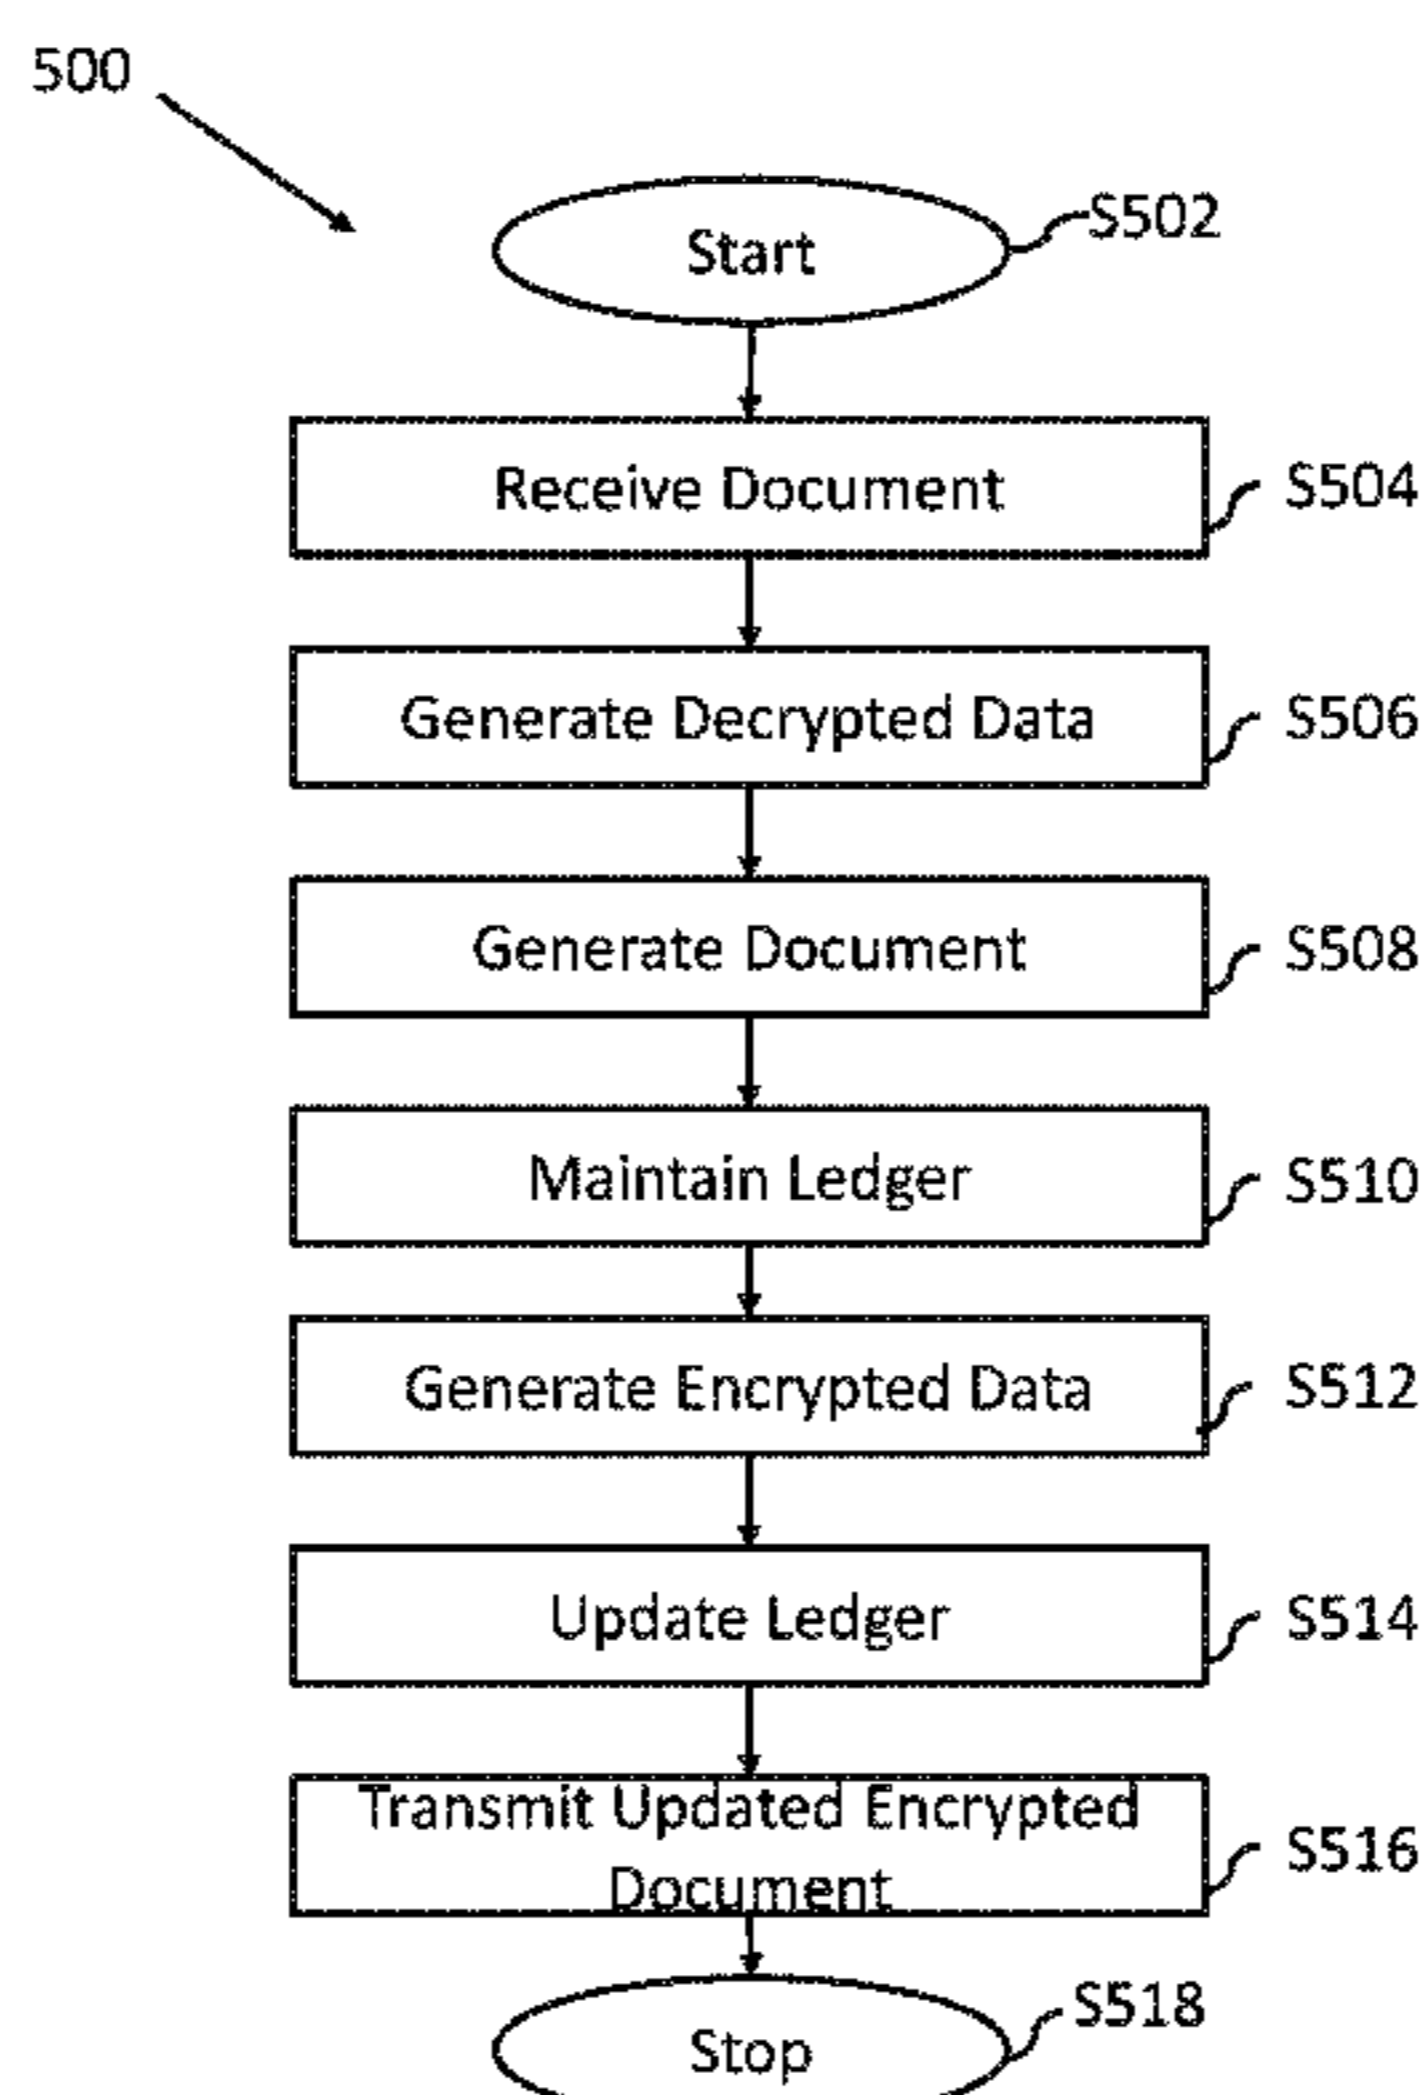 500
Start
S502
Receive Document
S504
Generate Decrypted Data
S506
Generate Document
S508
Maintain Ledger
S510
Generate Encrypted Data
S512
Update Ledger
S514
Transmit Updated Encrypted
Document
S516
Stop
S518